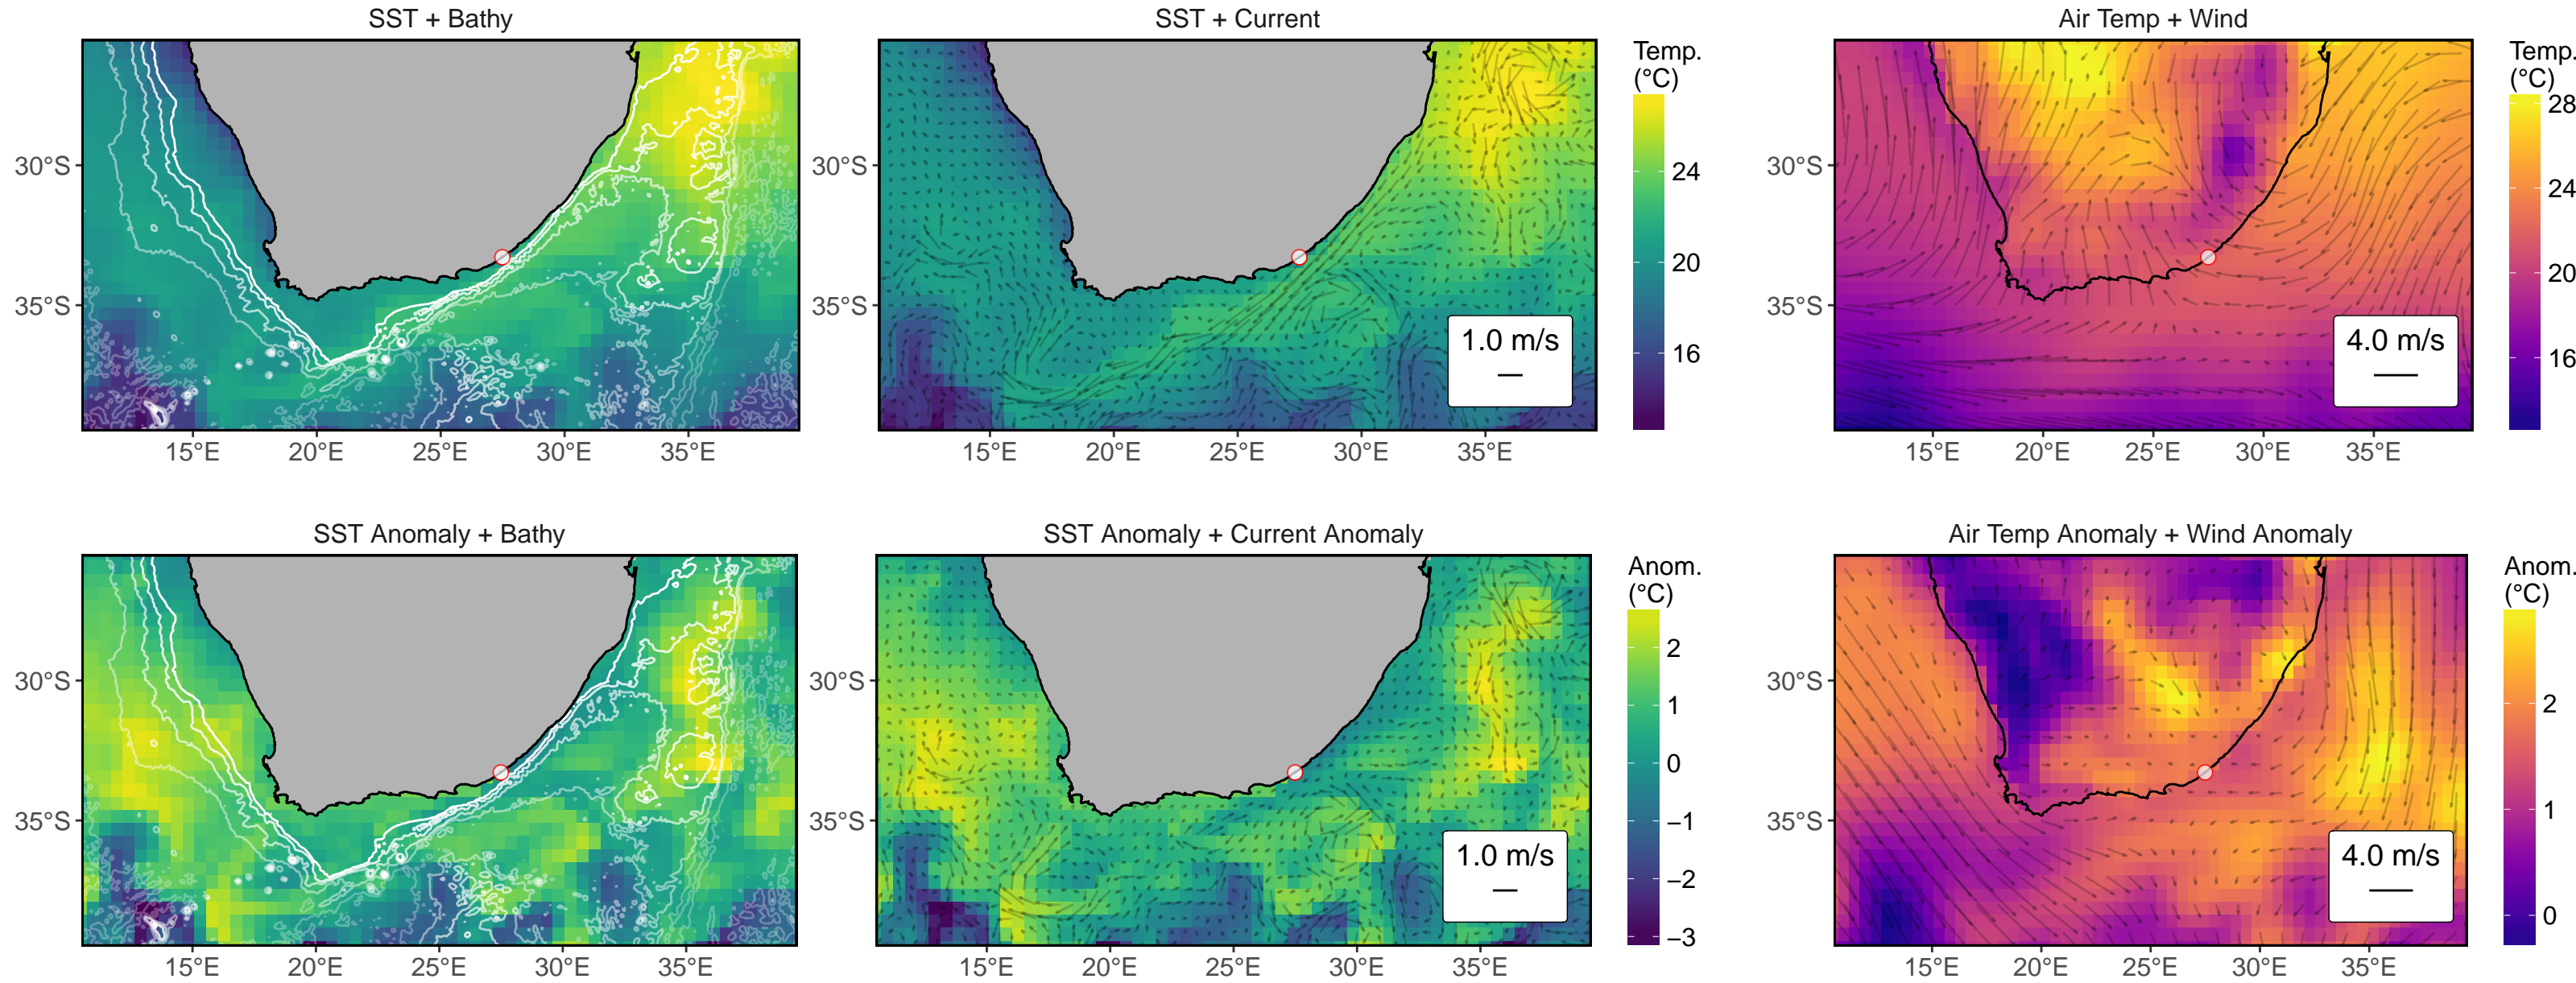 SST + Bathy
SST + Current
Air Temp + Wind
30°S
35°S
15°E 20°E 25°E 30°E 35°E
30°S
35°S
15°E 20°E 25°E 30°E 35°E
1.0 m/s
Temp.
(°C)
24
20
16
30°S
35°S
15°E 20°E 25°E 30°E 35°E
4.0 m/s
Temp.
(°C)
28
24
20
16
SST Anomaly + Bathy
SST Anomaly + Current Anomaly
Air Temp Anomaly + Wind Anomaly
30°S
35°S
15°E 20°E 25°E 30°E 35°E
30°S
35°S
15°E 20°E 25°E 30°E 35°E
1.0 m/s
Anom.
(°C)
2
1
0
−1
−2
−3
30°S
35°S
15°E 20°E 25°E 30°E 35°E
4.0 m/s
Anom.
(°C)
2
1
0